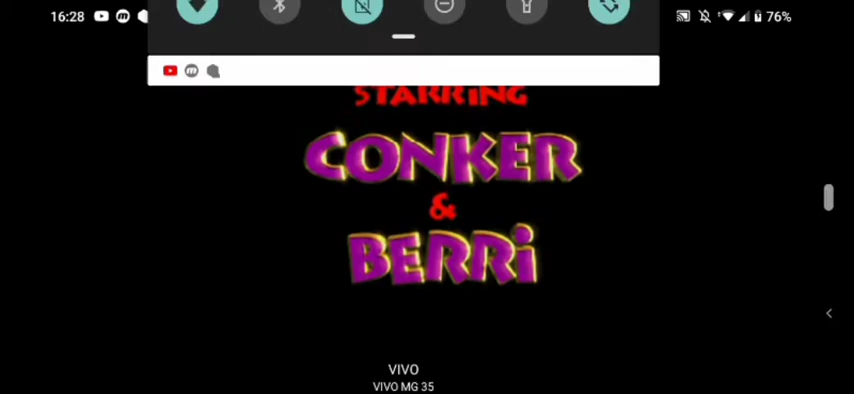 16:28
76%
STARRING
CONKER
&
BERRi
VIVO
VIVO MG 35